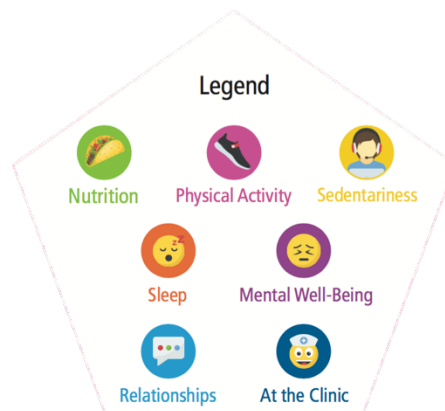 Legend
Nutrition
Physical Activity
Sedentariness
Sleep
Mental Well-Being
Relationships
At the Clinic